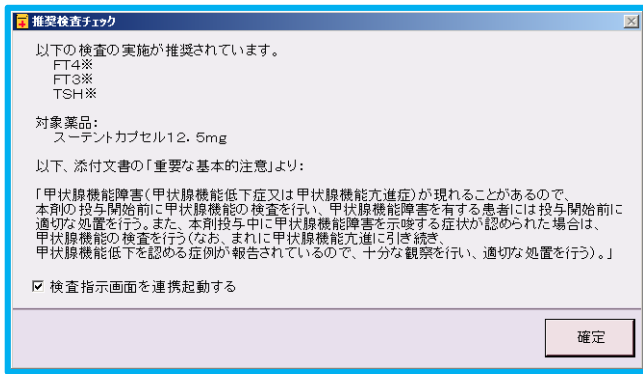 推奨検査チェック
以下の検査の実施が推奨されています。
FT4※
FT3※
TSH※
対象薬品:
スーテントカプセル12．5mg
以下、添付文書の「重要な基本的注意」より:
「甲状腺機能障害(甲状腺機能低下症又は甲状腺機能亢進症)が現れることがあるので、
本剤の投与開始前に甲状腺機能の検査を行い、甲状腺機能障害を有する患者には投与開始前に
適切な処置を行う。また、本剤投与中に甲状腺機能障害を示唆する症状が認められた場合は、
甲状腺機能の検査を行う(なお、まれに甲状腺機能亢進に引き続き、
甲状腺機能低下を認める症例が報告されているので、十分な観察を行い、適切な処置を行う)。」
検査指示画面を連携起動する
確定